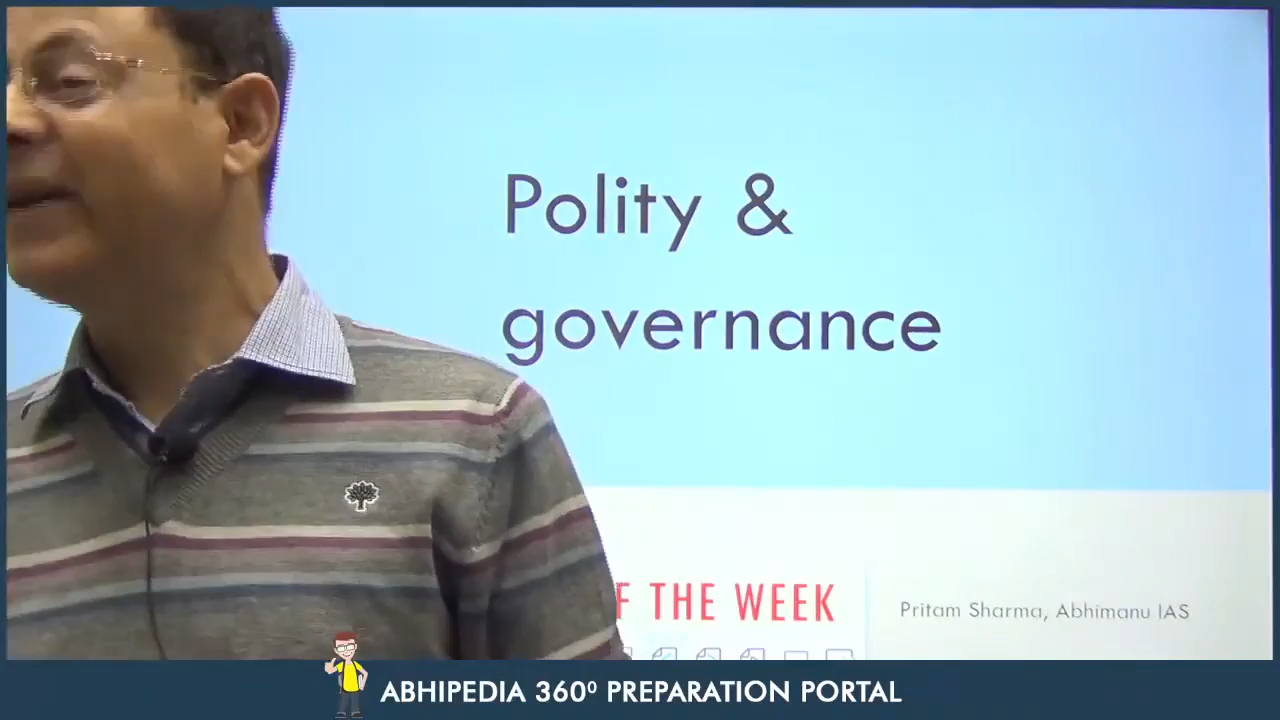 Polity &
governance
F THE WEEK
Pritam Sharma, Abhimanu IAS
ABHIPEDIA 360⁰ PREPARATION PORTAL